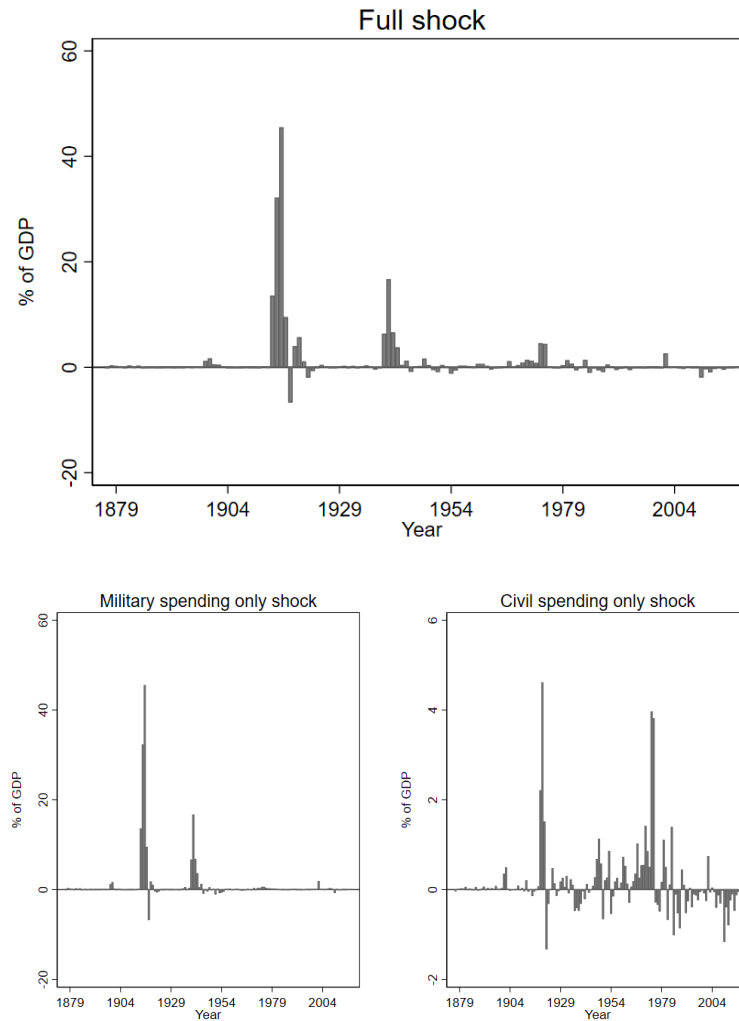 Full shock
% of GDP
60
40
20
0
-20
1879 1904 1929 1954 1979 2004
Year
Military spending only shock
% of GDP
60
40
20
0
-20
1879 1904 1929 1954 1979 2004
Year
Civil spending only shock
% of GDP
6
4
2
0
-2
1879 1904 1929 1954 1979 2004
Year